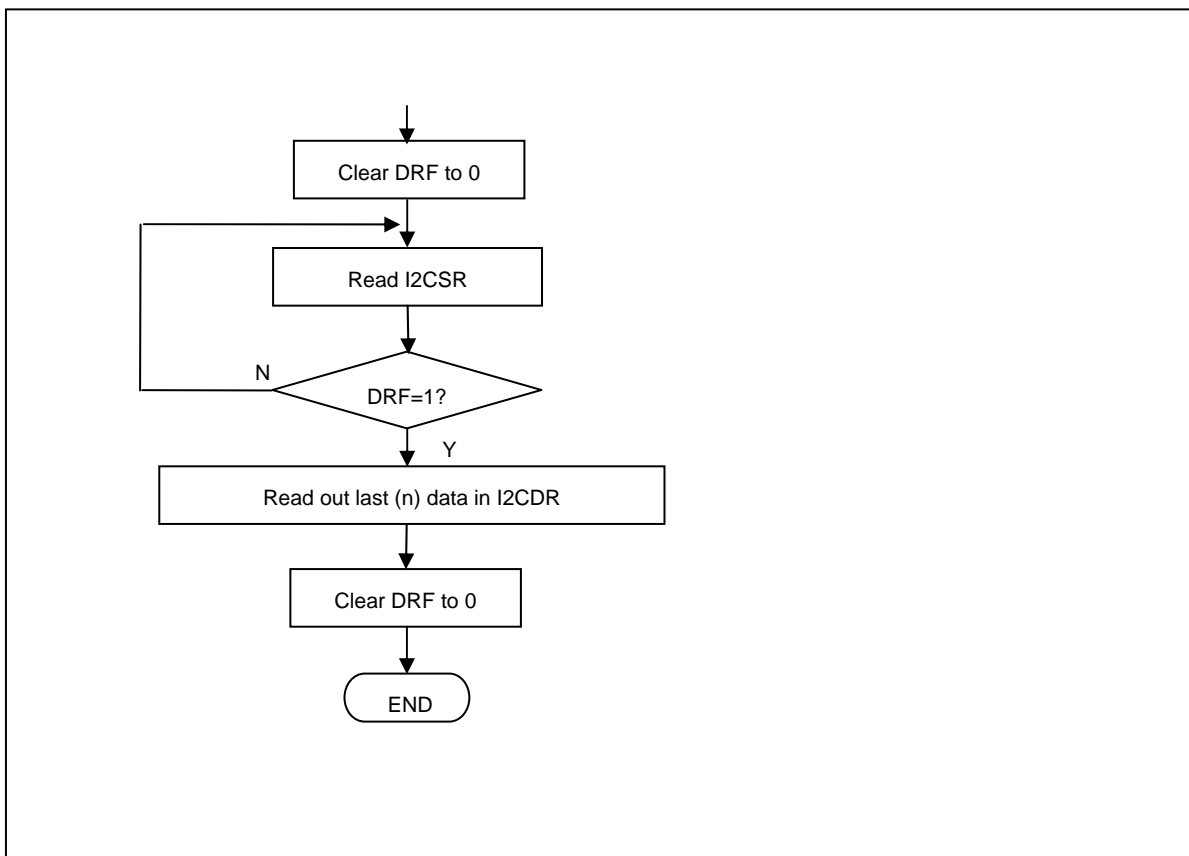 Clear DRF to 0
Read I2CSR
N
DRF=1?
Y
Read out last (n) data in I2CDR
Clear DRF to 0
END